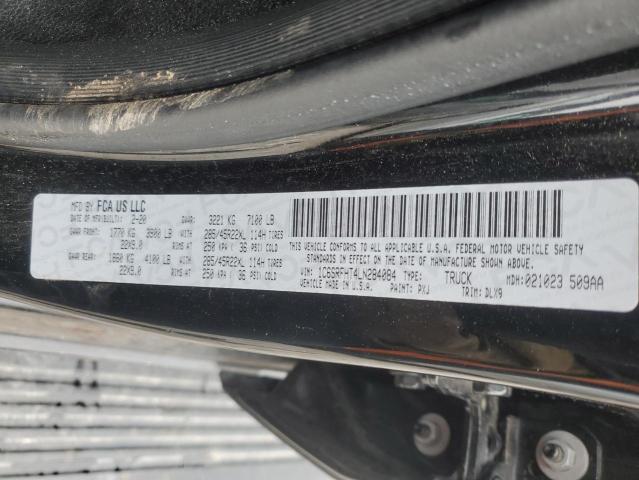 MFD BY FCA US LLC
DATE OF MFR(BUILT): 2-20 GVWR: 3221 KG 7100 LB
GAWR FRONT: 1770 KG 3900 LB WITH 285/45R22XL 114H TIRES
22X9.0 RIMS AT 250 KPA ( 36 PSI) COLD
GAWR REAR: 1860 KG 4100 LB WITH 285/45R22XL 114H TIRES
22X9.0 RIMS AT 250 KPA ( 36 PSI) COLD
THIS VEHICLE CONFORMS TO ALL APPLICABLE U.S.A. FEDERAL MOTOR VEHICLE SAFETY
STANDARDS IN EFFECT ON THE DATE OF MANUFACTURE SHOWN ABOVE.
VIN: 1C6SRFHT4LN284084 TYPE: TRUCK MDH: 021023 509AA
VEHICLE MADE IN U.S.A. PAINT: PXJ TRIM: DLX9